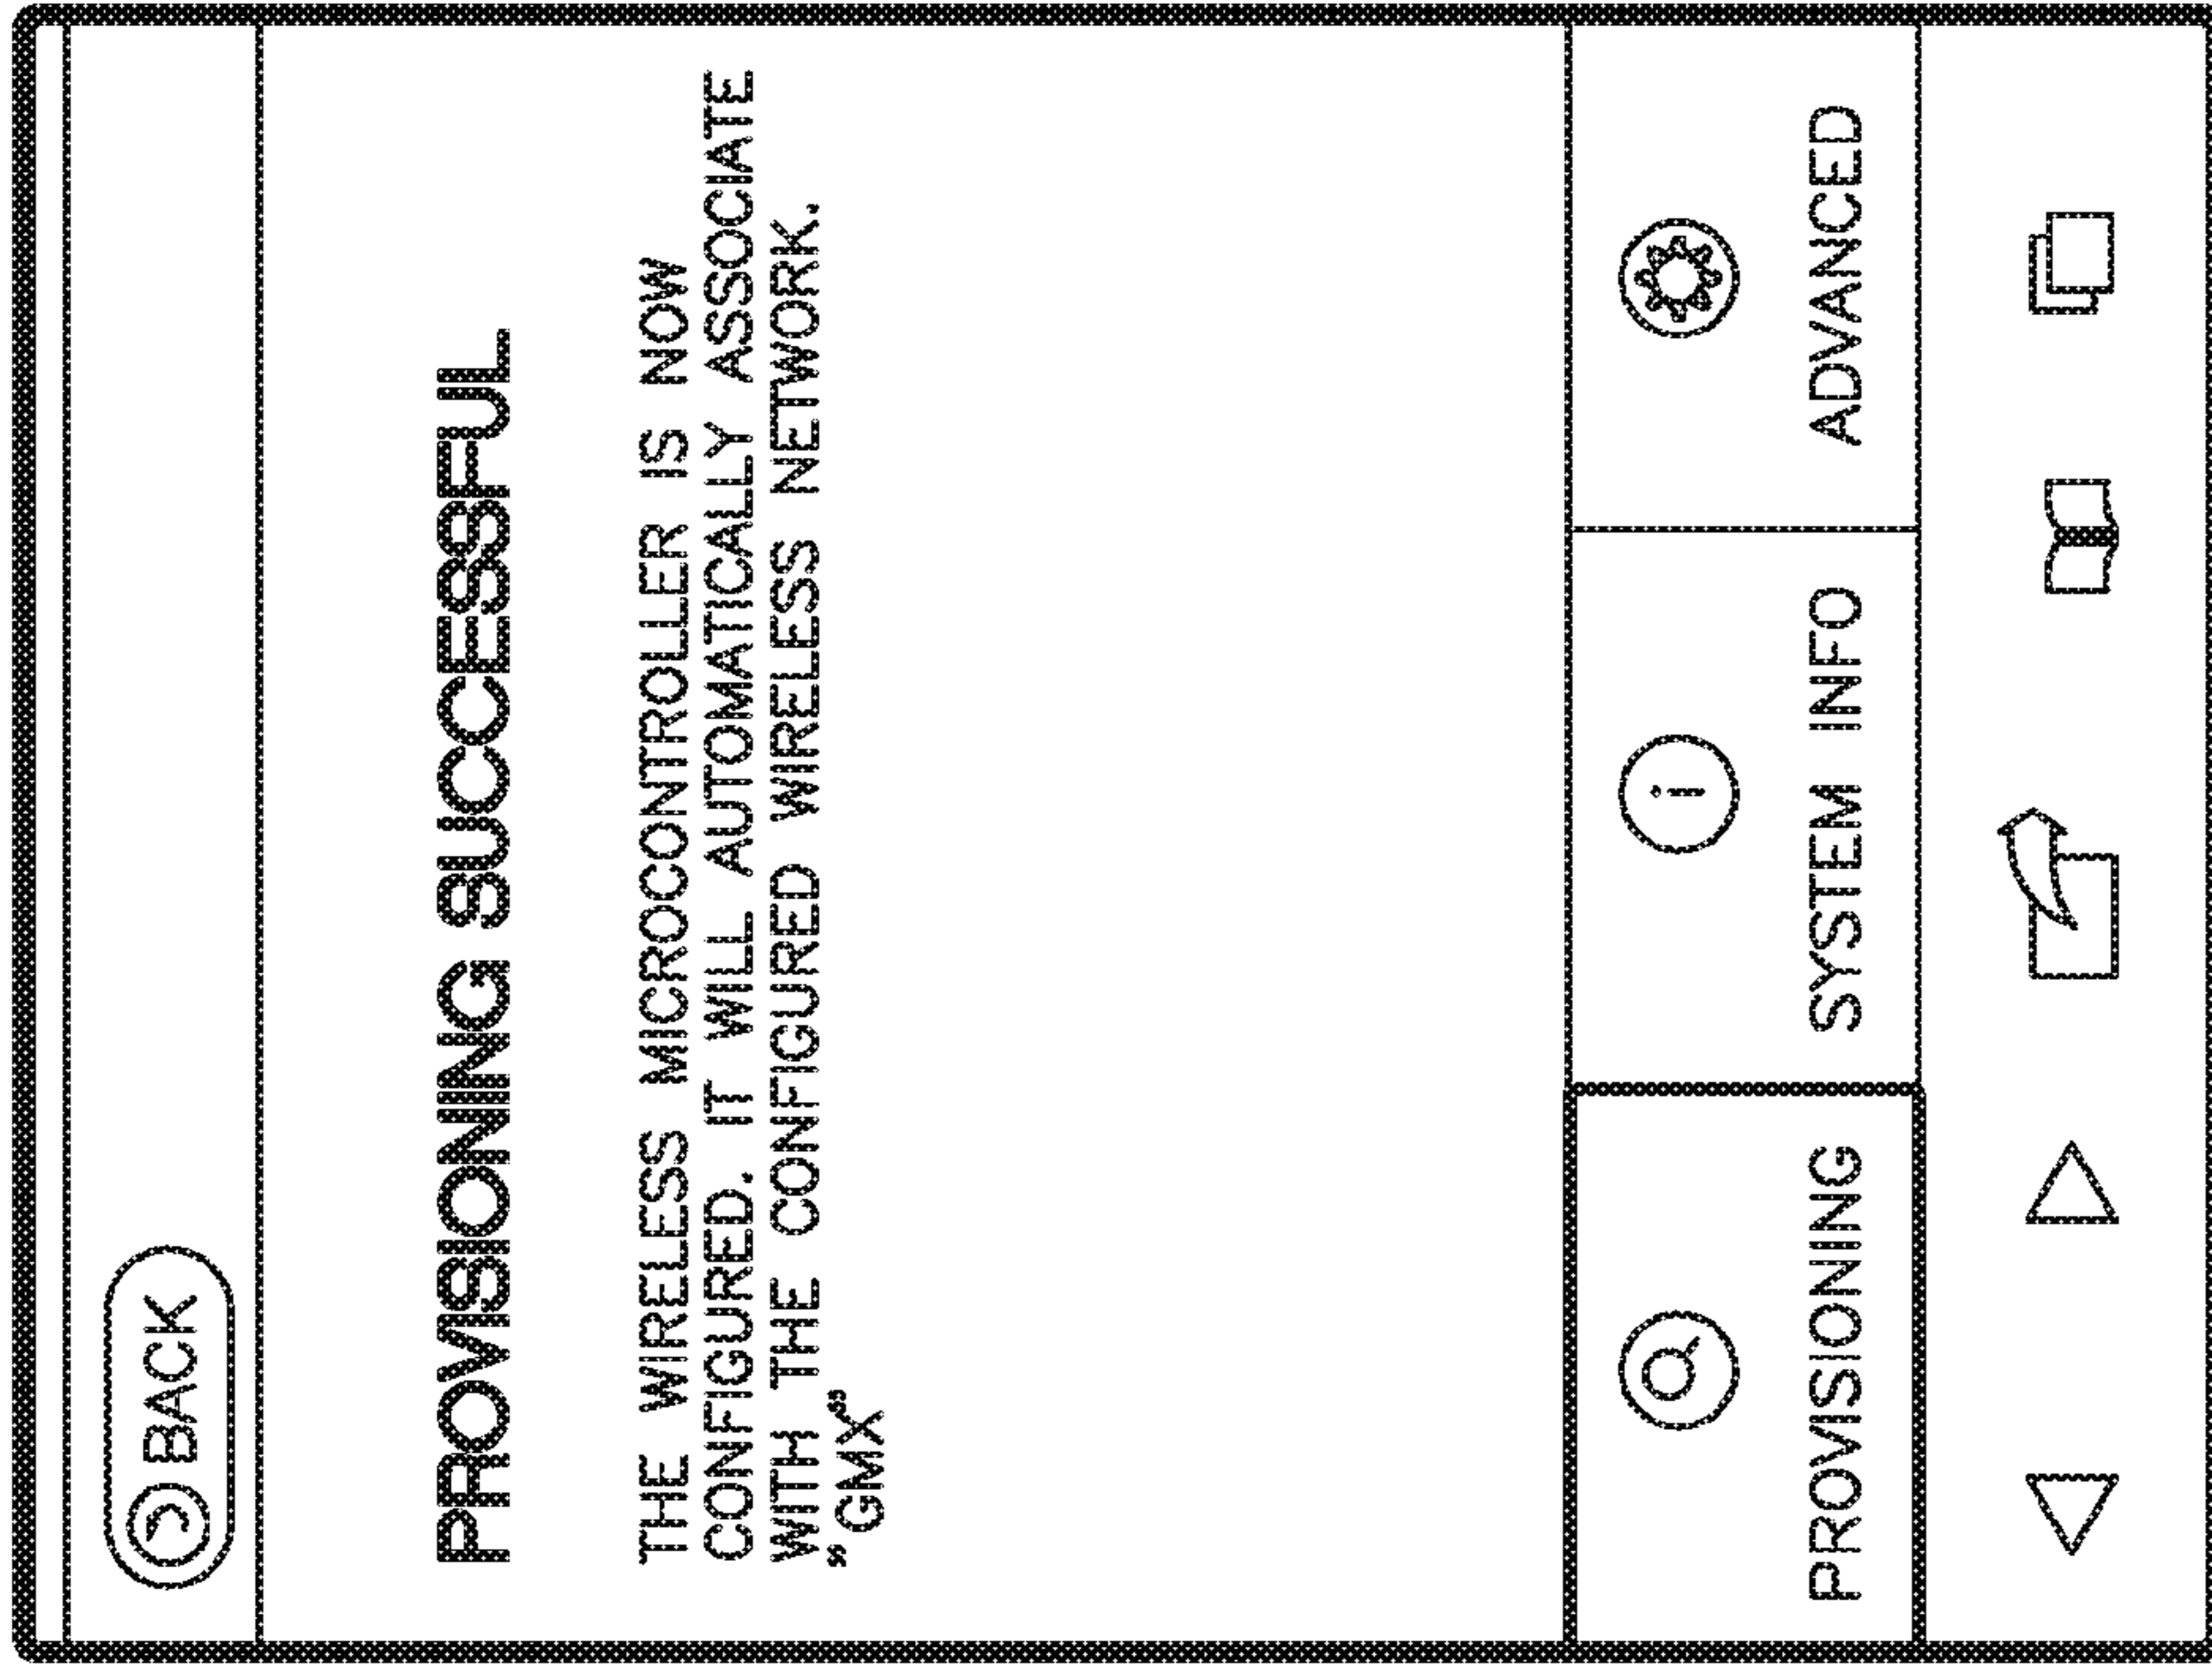 BACK
PROVISIONING SUCCESSFUL
THE WIRELESS MICROCONTROLLER IS NOW
CONFIGURED. IT WILL AUTOMATICALLY ASSOCIATE
WITH THE CONFIGURED WIRELESS NETWORK.
"GMX"
PROVISIONING
SYSTEM INFO
ADVANCED